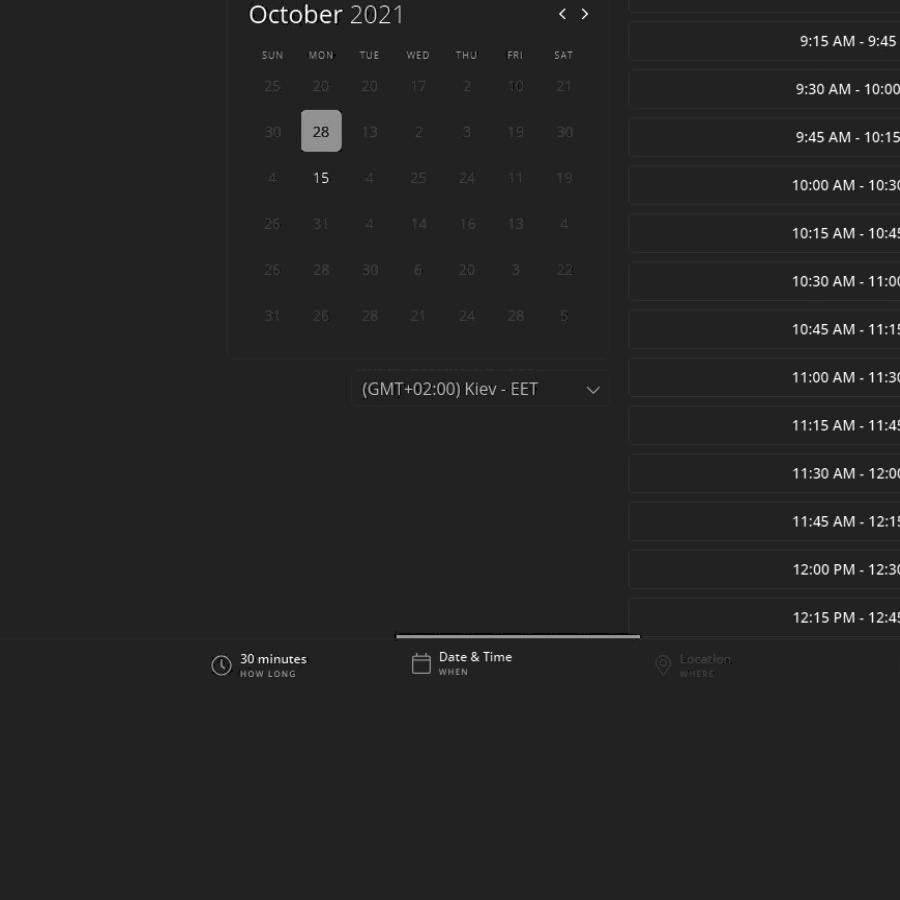 October 2021
SUN MON TUE WED THU FRI SAT
25 20 20 17 2 10 21
30 28 13 2 3 19 30
4 15 4 25 24 11 19
26 31 4 14 16 13 4
26 28 30 6 20 3 22
31 26 28 21 24 28 5
(GMT+02:00) Kiev - EET
9:15 AM - 9:45
9:30 AM - 10:00
9:45 AM - 10:15
10:00 AM - 10:30
10:15 AM - 10:45
10:30 AM - 11:00
10:45 AM - 11:15
11:00 AM - 11:30
11:15 AM - 11:45
11:30 AM - 12:00
11:45 AM - 12:15
12:00 PM - 12:30
12:15 PM - 12:45
30 minutes
HOW LONG
Date & Time
WHEN
Location
WHERE